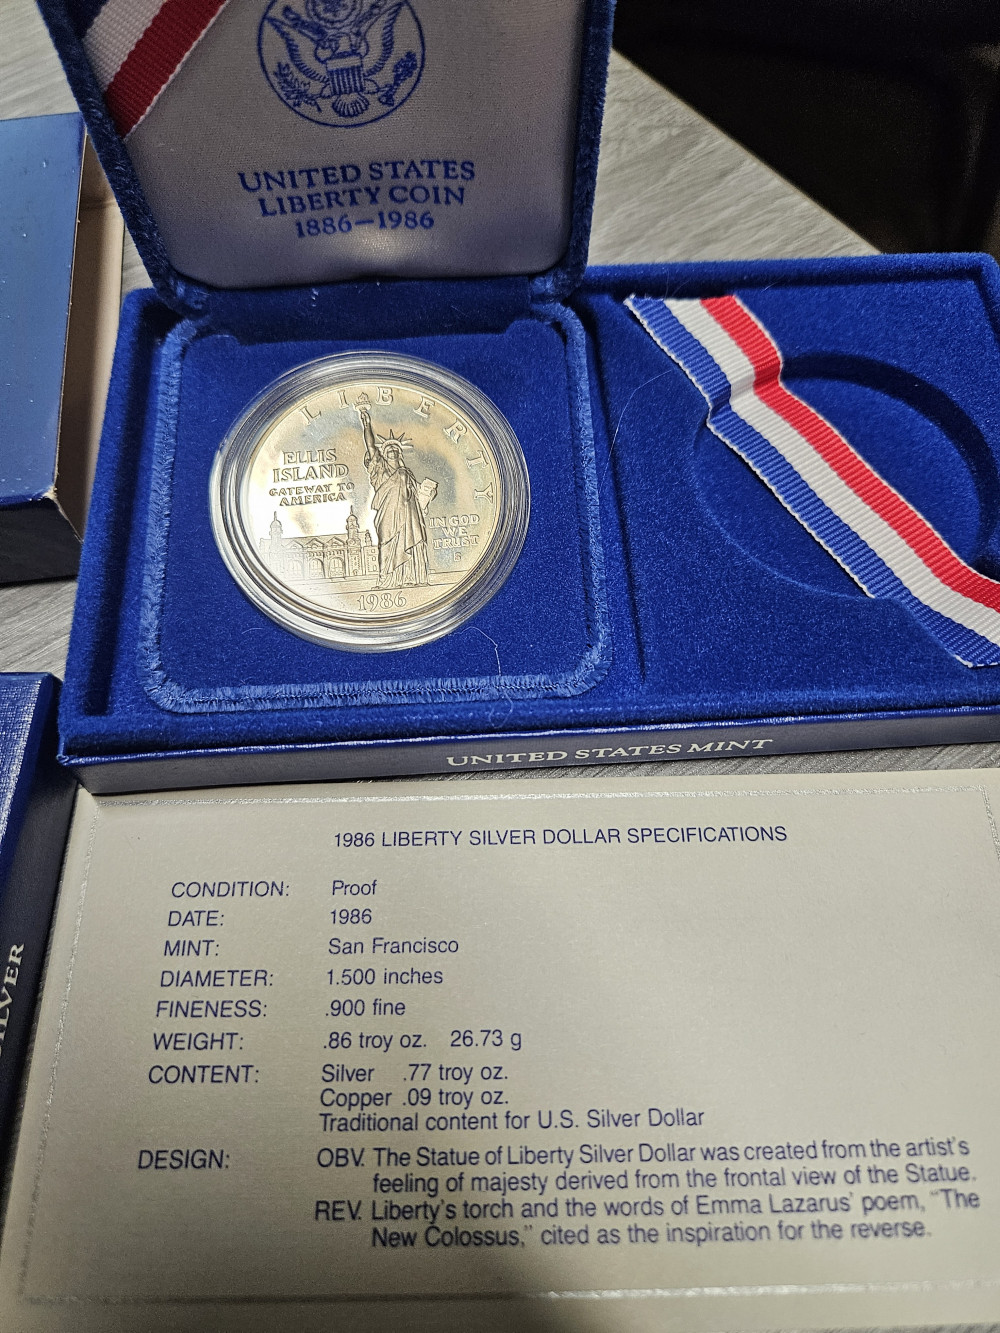 UNITED STATES
LIBERTY COIN
1886–1986
LIBERTY
ELLIS
ISLAND
GATEWAY TO
AMERICA
IN GOD
WE
TRUST
S
1986
UNITED STATES MINT
1986 LIBERTY SILVER DOLLAR SPECIFICATIONS
CONDITION: Proof
DATE: 1986
MINT: San Francisco
DIAMETER: 1.500 inches
FINENESS: .900 fine
WEIGHT: .86 troy oz. 26.73 g
CONTENT: Silver .77 troy oz.
Copper .09 troy oz.
Traditional content for U.S. Silver Dollar
DESIGN: OBV. The Statue of Liberty Silver Dollar was created from the artist's
feeling of majesty derived from the frontal view of the Statue.
REV. Liberty's torch and the words of Emma Lazarus' poem, "The
New Colossus," cited as the inspiration for the reverse.